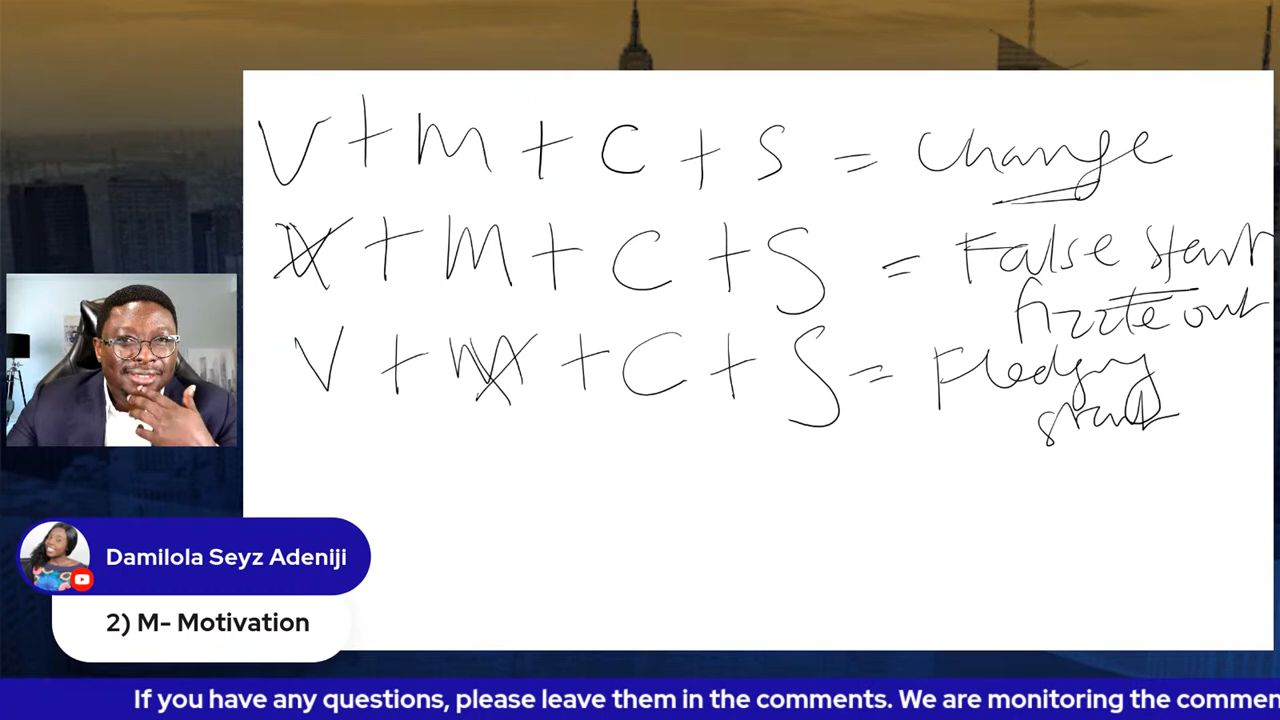 V + M + C + S = Change
V + M + C + S = False Start
fizzle out
V + M + C + S = Pledging
start
Damilola Seyz Adeniji
2) M- Motivation
If you have any questions, please leave them in the comments. We are monitoring the commen